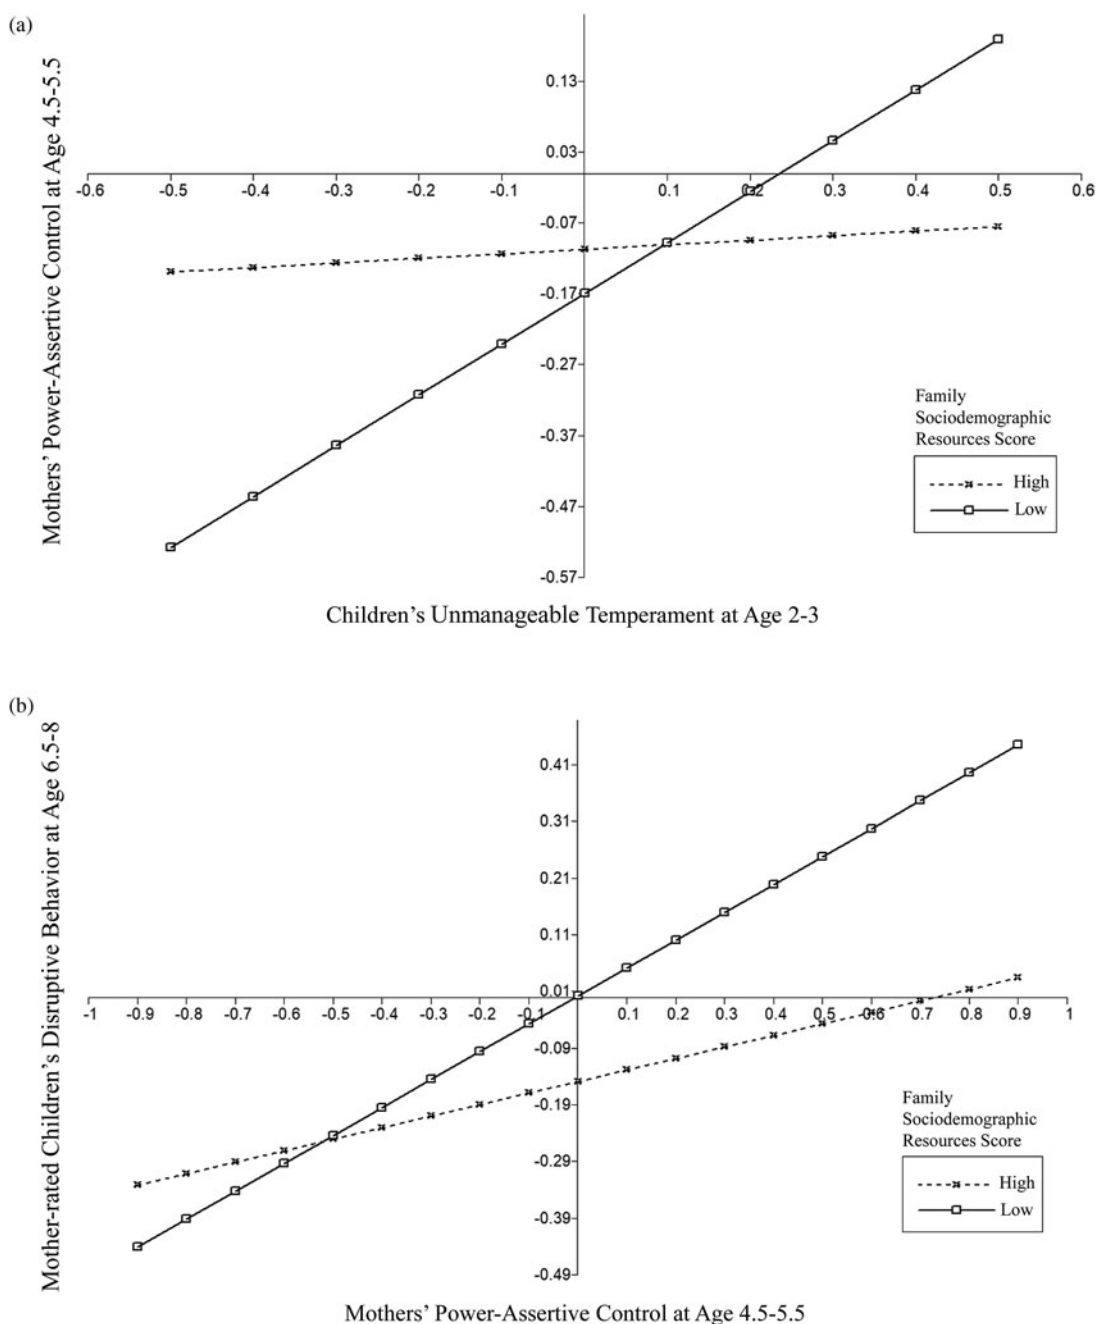 (a)
Mothers’ Power-Assertive Control at Age 4.5-5.5
0.13
0.03
-0.6 -0.5 -0.4 -0.3 -0.2 -0.1 0.1 0.2 0.3 0.4 0.5 0.6
-0.07
-0.17
-0.27
-0.37
-0.47
-0.57
Family
Sociodemographic
Resources Score
High
Low
Children’s Unmanageable Temperament at Age 2-3
(b)
Mother-rated Children’s Disruptive Behavior at Age 6.5-8
0.41
0.31
0.21
0.11
0.01
-1 -0.9 -0.8 -0.7 -0.6 -0.5 -0.4 -0.3 -0.2 -0.1 0.1 0.2 0.3 0.4 0.5 0.6 0.7 0.8 0.9 1
-0.09
-0.19
-0.29
-0.39
-0.49
Family
Sociodemographic
Resources Score
High
Low
Mothers’ Power-Assertive Control at Age 4.5-5.5